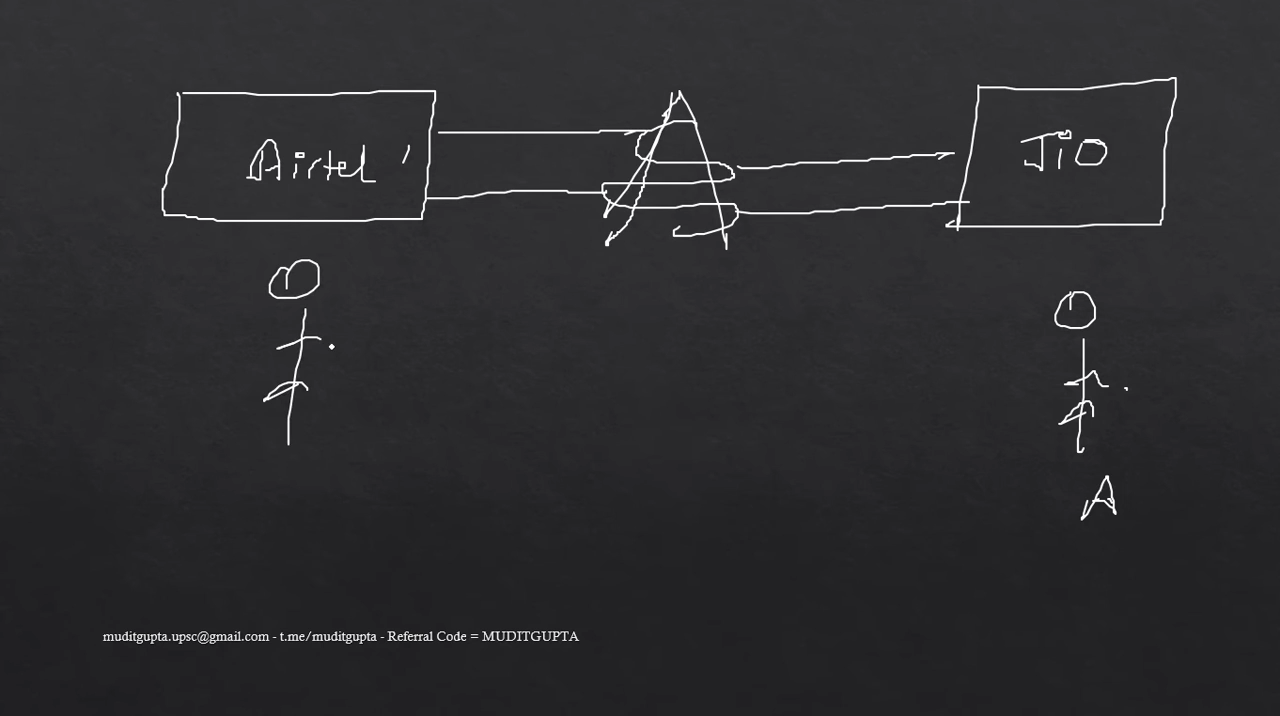 Airtel
JiO
A
muditgupta.upsc@gmail.com - t.me/muditgupta - Referral Code = MUDITGUPTA